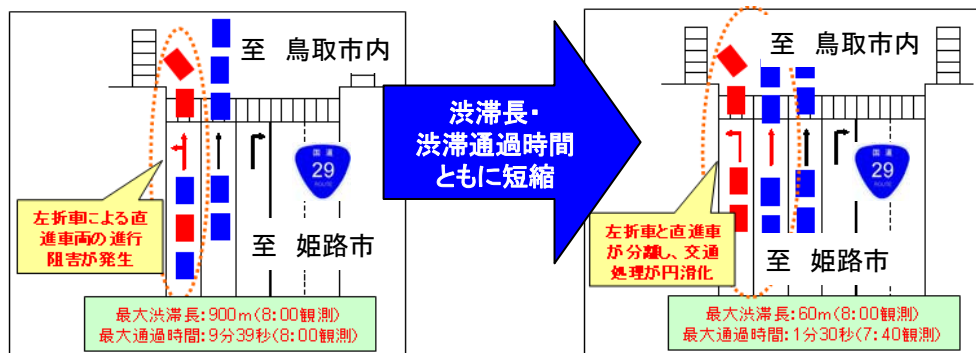 至 鳥取市内
国道
29
ROUTE
左折車による直
進車両の進行
阻害が発生
至 姫路市
最大渋滞長:900m(8:00観測)
最大通過時間:9分39秒(8:00観測)
渋滞長・
渋滞通過時間
ともに短縮
至 鳥取市内
国道
29
ROUTE
左折車と直進車
が分離し、交通
処理が円滑化
至 姫路市
最大渋滞長:60m(8:00観測)
最大通過時間:1分30秒(7:40観測)